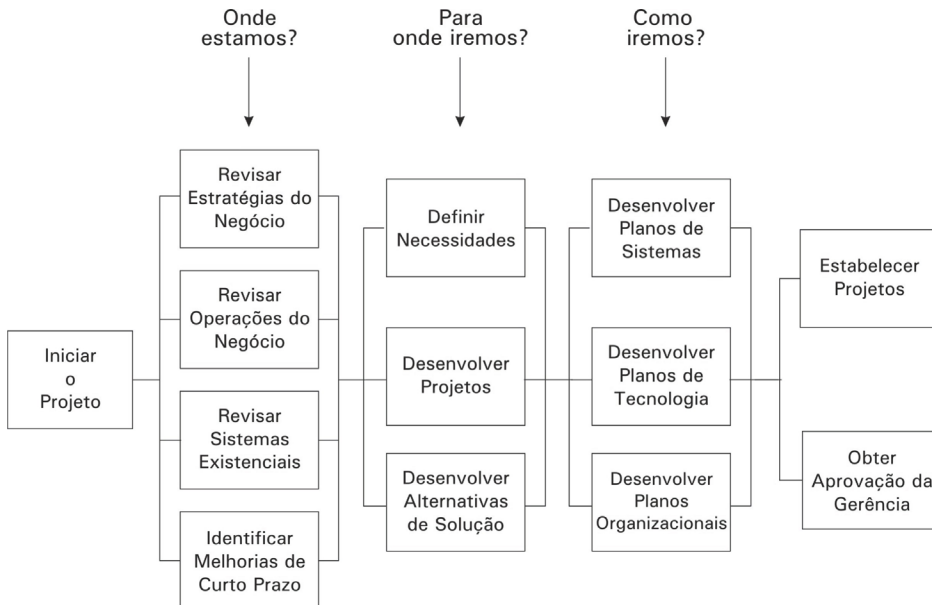 Onde
estamos?
Para
onde iremos?
Como
iremos?
Iniciar
o
Projeto
Revisar
Estratégias do
Negócio
Revisar
Operações do
Negócio
Revisar
Sistemas
Existenciais
Identificar
Melhorias de
Curto Prazo
Definir
Necessidades
Desenvolver
Projetos
Desenvolver
Alternativas
de Solução
Desenvolver
Planos de
Sistemas
Desenvolver
Planos de
Tecnologia
Desenvolver
Planos
Organizacionais
Estabelecer
Projetos
Obter
Aprovação da
Gerência